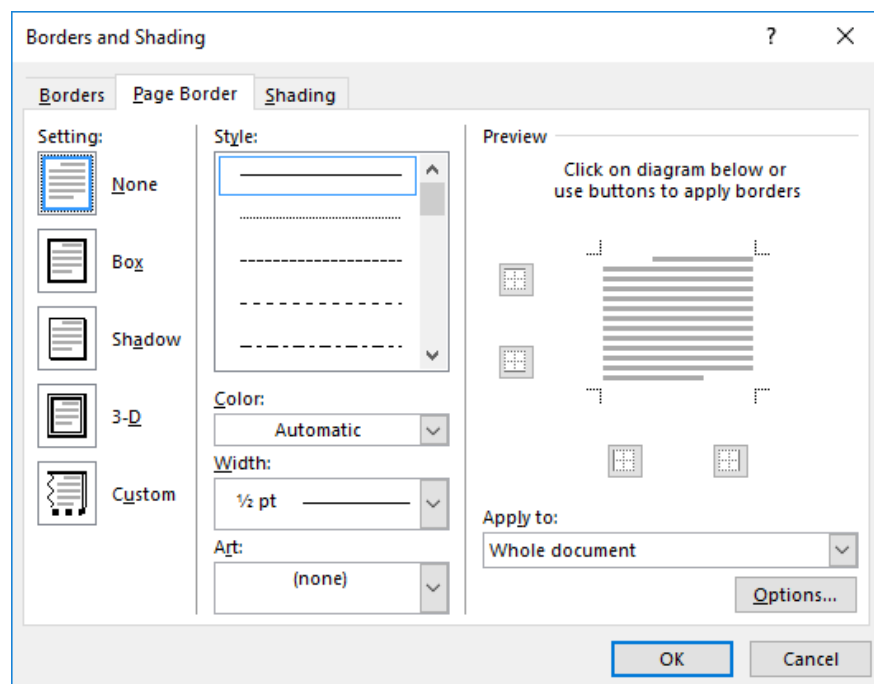 Borders and Shading
?
Borders
Page Border
Shading
Setting:
None
Box
Shadow
3-D
Custom
Style:
Color:
Automatic
Width:
½ pt
Art:
(none)
Preview
Click on diagram below or
use buttons to apply borders
Apply to:
Whole document
Options...
OK
Cancel